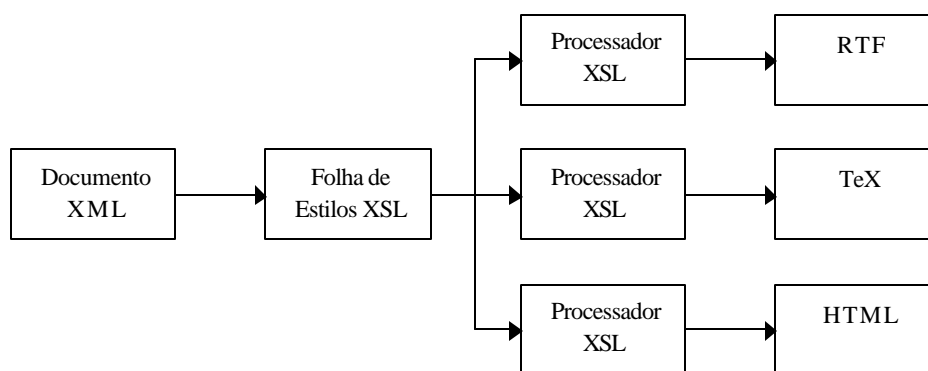 Processador
XSL
RTF
Documento
XML
Folha de
Estilos XSL
Processador
XSL
TeX
Processador
XSL
HTML